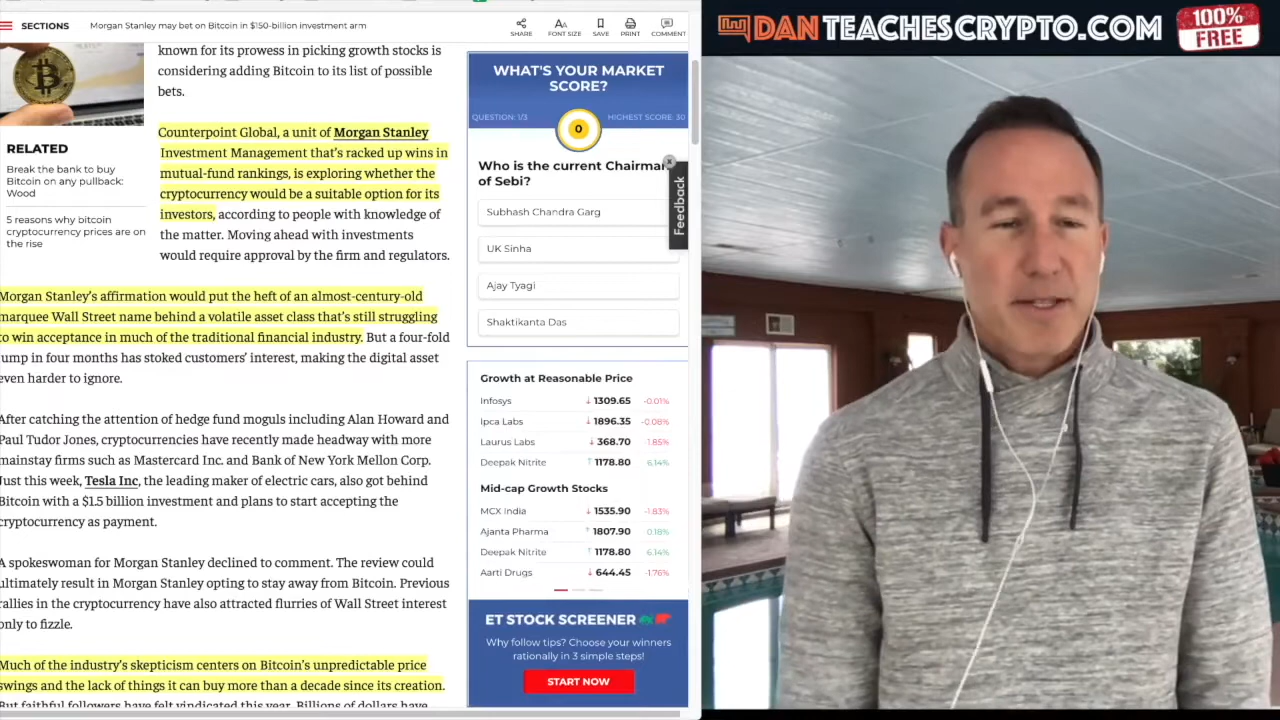 SECTIONS
Morgan Stanley may bet on Bitcoin in $150-billion investment arm
SHARE
AA
FONT SIZE
SAVE
PRINT
COMMENT
known for its prowess in picking growth stocks is
considering adding Bitcoin to its list of possible
bets.
Counterpoint Global, a unit of Morgan Stanley
Investment Management that's racked up wins in
mutual-fund rankings, is exploring whether the
cryptocurrency would be a suitable option for its
investors, according to people with knowledge of
the matter. Moving ahead with investments
would require approval by the firm and regulators.
RELATED
Break the bank to buy
Bitcoin on any pullback:
Wood
5 reasons why bitcoin
cryptocurrency prices are on
the rise
Morgan Stanley's affirmation would put the heft of an almost-century-old
marquee Wall Street name behind a volatile asset class that's still struggling
to win acceptance in much of the traditional financial industry. But a four-fold
ump in four months has stoked customers' interest, making the digital asset
even harder to ignore.
After catching the attention of hedge fund moguls including Alan Howard and
Paul Tudor Jones, cryptocurrencies have recently made headway with more
mainstay firms such as Mastercard Inc. and Bank of New York Mellon Corp.
Just this week, Tesla Inc, the leading maker of electric cars, also got behind
Bitcoin with a $1.5 billion investment and plans to start accepting the
cryptocurrency as payment.
A spokeswoman for Morgan Stanley declined to comment. The review could
ultimately result in Morgan Stanley opting to stay away from Bitcoin. Previous
rallies in the cryptocurrency have also attracted flurries of Wall Street interest
only to fizzle.
Much of the industry's skepticism centers on Bitcoin's unpredictable price
swings and the lack of things it can buy more than a decade since its creation.
But faithful followers have felt vindicated this year. Billions of dollars have
WHAT'S YOUR MARKET
SCORE?
QUESTION: 1/3
HIGHEST SCORE: 30
0
Who is the current Chairman
of Sebi?
Subhash Chandra Garg
UK Sinha
Ajay Tyagi
Shaktikanta Das
Feedback
Growth at Reasonable Price
Infosys ↓ 1309.65 -0.01%
Ipca Labs ↓ 1896.35 -0.08%
Laurus Labs ↓ 368.70 -1.85%
Deepak Nitrite ↑ 1178.80 6.14%
Mid-cap Growth Stocks
MCX India ↓ 1535.90 -1.83%
Ajanta Pharma ↑ 1807.90 0.18%
Deepak Nitrite ↑ 1178.80 6.14%
Aarti Drugs ↓ 644.45 -1.76%
ET STOCK SCREENER
Why follow tips? Choose your winners
rationally in 3 simple steps!
START NOW
DANTEACHESCRYPTO.COM
100%
FREE